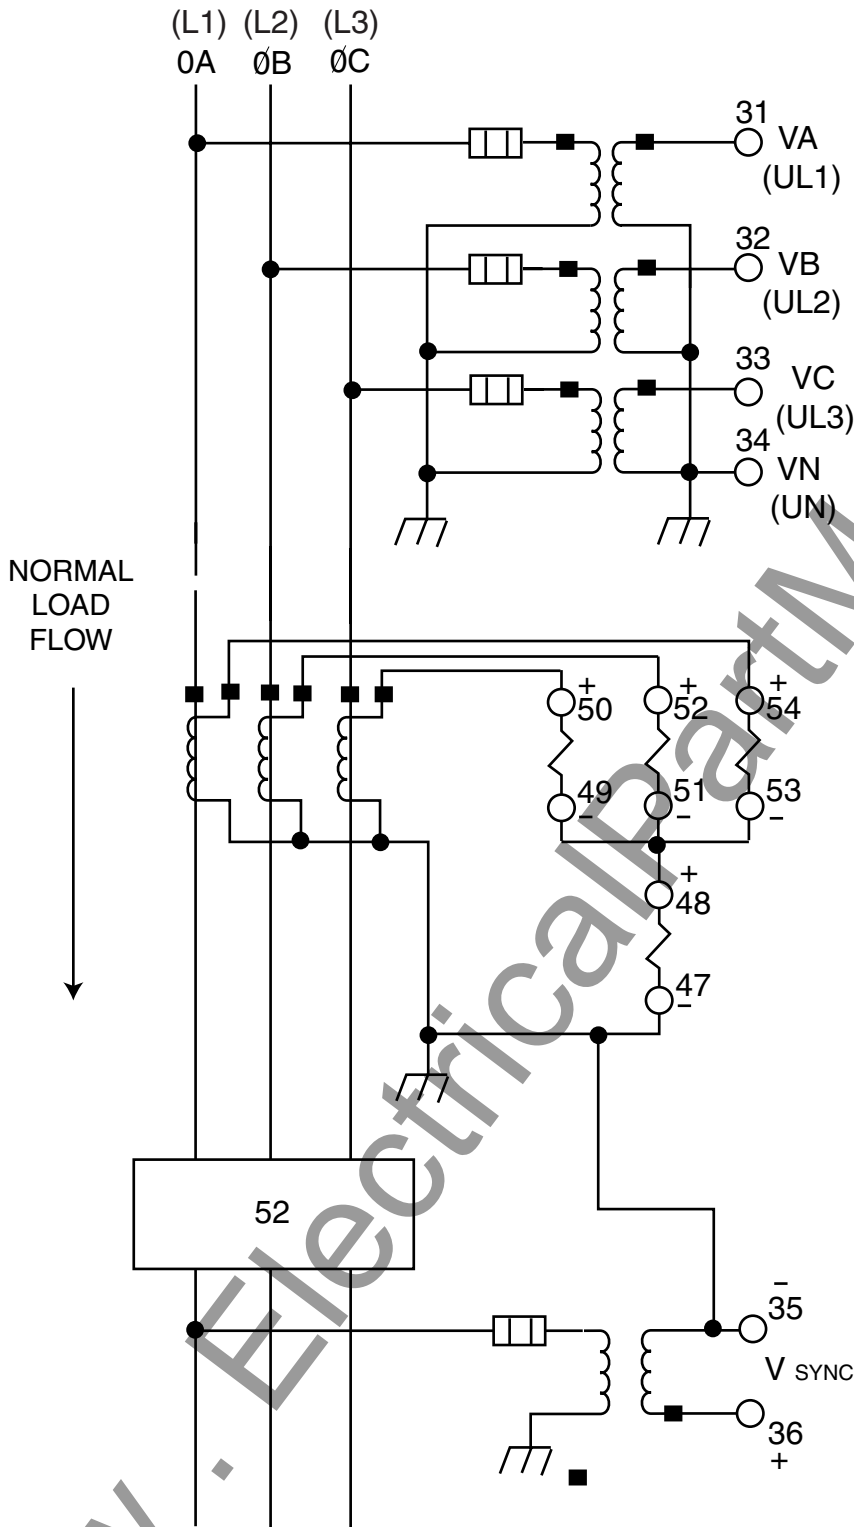 (L1) (L2) (L3)
0A ØB ØC
31
VA
(UL1)
32
VB
(UL2)
33
VC
(UL3)
34
VN
(UN)
NORMAL
LOAD
FLOW
+ + +
50 52 54
49 51 53
- - -
+
48
47
-
52
-
35
V SYNC
36
+
. ElectricalPartM